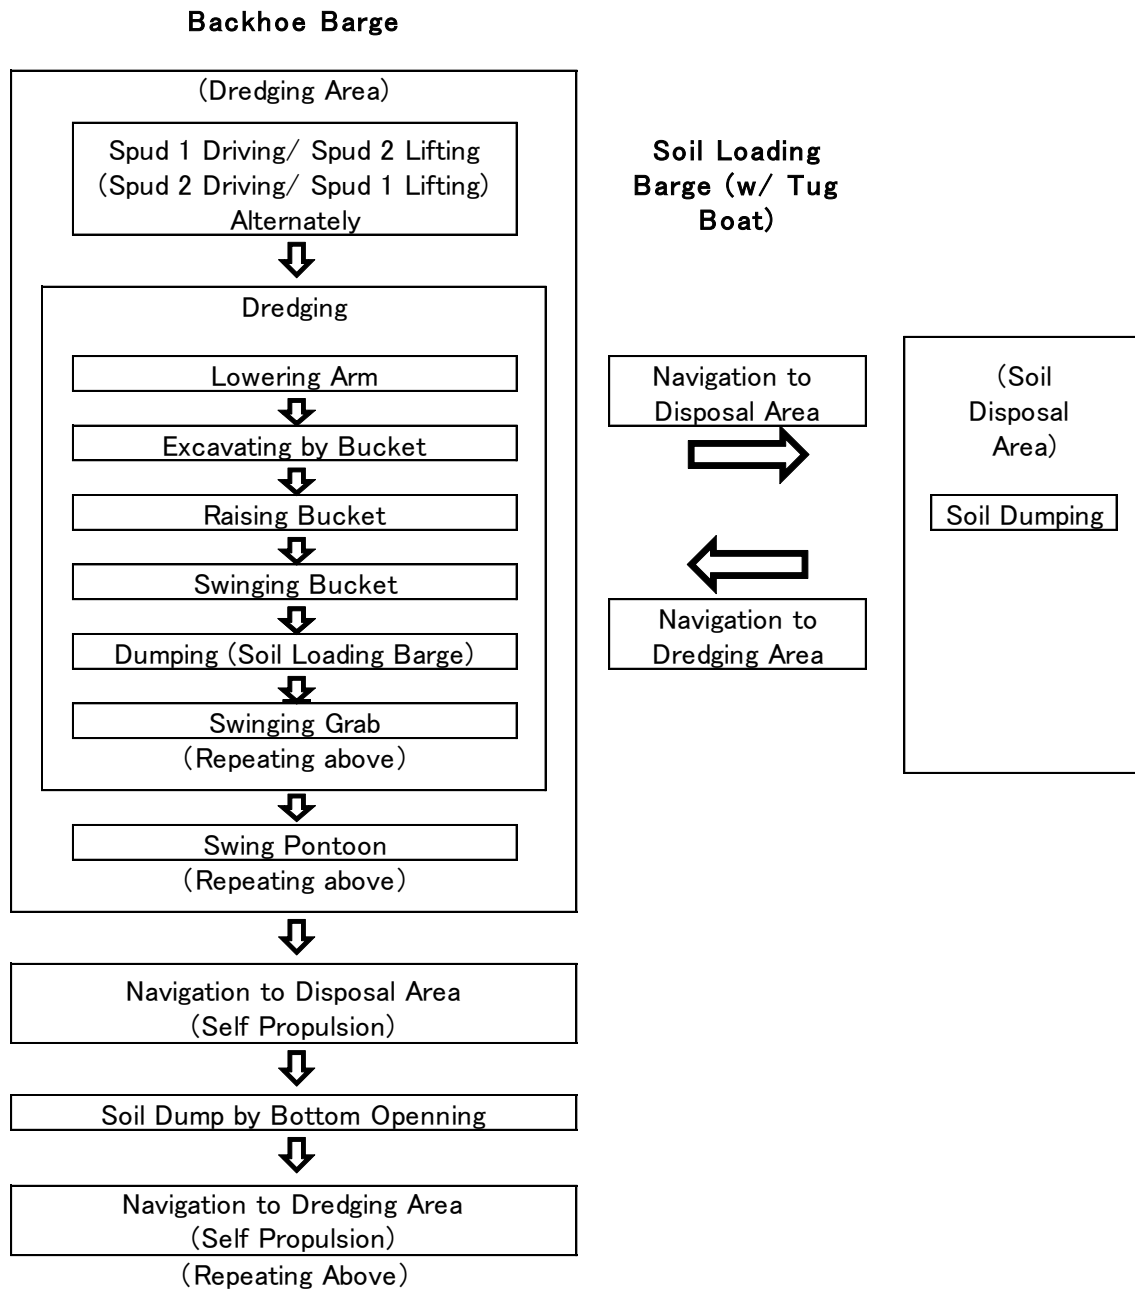 Backhoe Barge
(Dredging Area)
Spud 1 Driving/ Spud 2 Lifting
(Spud 2 Driving/ Spud 1 Lifting)
Alternately
Dredging
Lowering Arm
Excavating by Bucket
Raising Bucket
Swinging Bucket
Dumping (Soil Loading Barge)
Swinging Grab
(Repeating above)
Swing Pontoon
(Repeating above)
Navigation to Disposal Area
(Self Propulsion)
Soil Dump by Bottom Openning
Navigation to Dredging Area
(Self Propulsion)
(Repeating Above)
Soil Loading
Barge (w/ Tug
Boat)
Navigation to
Disposal Area
Navigation to
Dredging Area
(Soil
Disposal
Area)
Soil Dumping